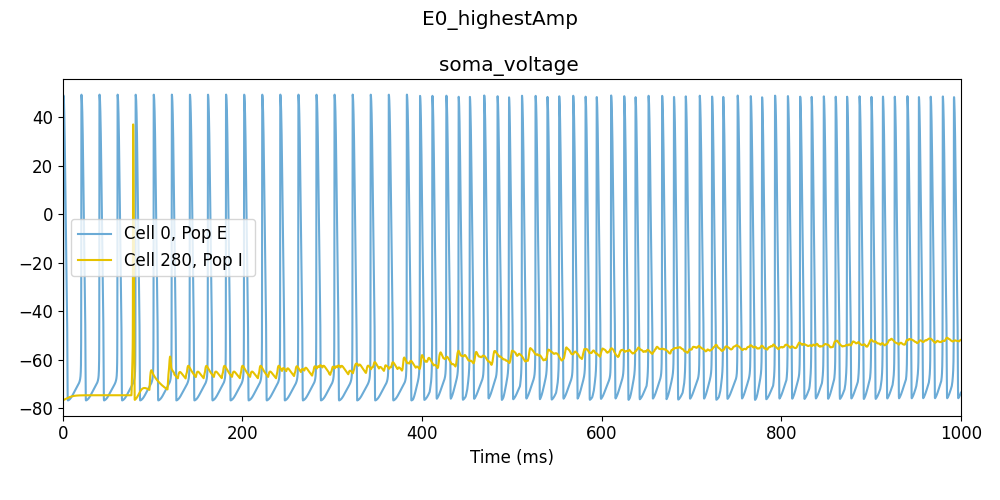 E0_highestAmp
soma_voltage
40
20
0
−20
−40
−60
−80
Cell 0, Pop E
Cell 280, Pop I
0 200 400 600 800 1000
Time (ms)